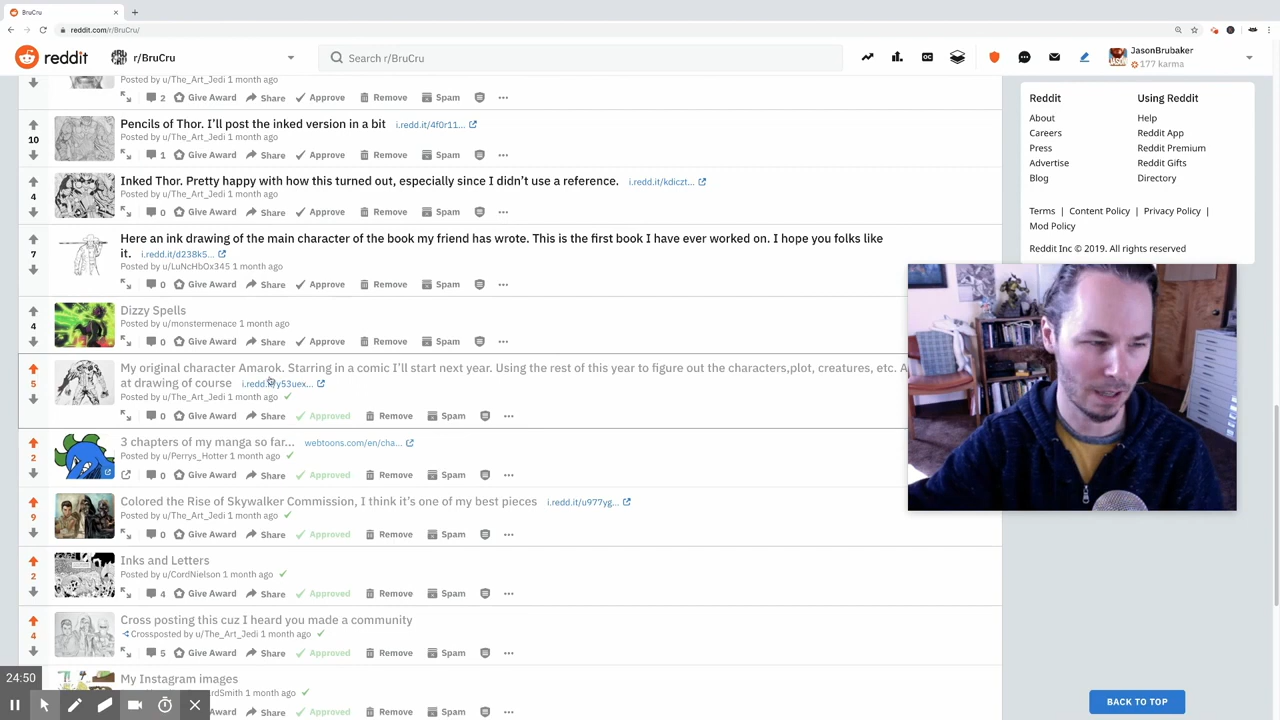 BruCru
reddit.com/r/BruCru/
reddit r/BruCru Search r/BruCru JasonBrubaker
177 karma
Posted by u/The_Art_Jedi 1 month ago
2 Give Award Share Approve Remove Spam
Pencils of Thor. I'll post the inked version in a bit i.redd.it/4f0r11...
10 Posted by u/The_Art_Jedi 1 month ago
1 Give Award Share Approve Remove Spam
Inked Thor. Pretty happy with how this turned out, especially since I didn't use a reference. i.redd.it/kdiczt...
4 Posted by u/The_Art_Jedi 1 month ago
0 Give Award Share Approve Remove Spam
Here an ink drawing of the main character of the book my friend has wrote. This is the first book I have ever worked on. I hope you folks like
7 it. i.redd.it/d238k5...
Posted by u/LuNcHbOx345 1 month ago
0 Give Award Share Approve Remove Spam
Dizzy Spells
4 Posted by u/monstermenace 1 month ago
0 Give Award Share Approve Remove Spam
My original character Amarok. Starring in a comic I'll start next year. Using the rest of this year to figure out the characters,plot, creatures, etc. A
5 at drawing of course i.redd.it/y53uex...
Posted by u/The_Art_Jedi 1 month ago
0 Give Award Share Approved Remove Spam
3 chapters of my manga so far... webtoons.com/en/cha...
2 Posted by u/Perrys_Hotter 1 month ago
0 Give Award Share Approved Remove Spam
Colored the Rise of Skywalker Commission, I think it's one of my best pieces i.redd.it/u977yg...
9 Posted by u/The_Art_Jedi 1 month ago
0 Give Award Share Approved Remove Spam
Inks and Letters
2 Posted by u/CordNielson 1 month ago
4 Give Award Share Approved Remove Spam
Cross posting this cuz I heard you made a community
4 Crossposted by u/The_Art_Jedi 1 month ago
5 Give Award Share Approved Remove Spam
My Instagram images
1 month ago
Award Share Approved Remove Spam
Reddit Using Reddit
About Help
Careers Reddit App
Press Reddit Premium
Advertise Reddit Gifts
Blog Directory
Terms | Content Policy | Privacy Policy |
Mod Policy
Reddit Inc © 2019. All rights reserved
24:50
BACK TO TOP